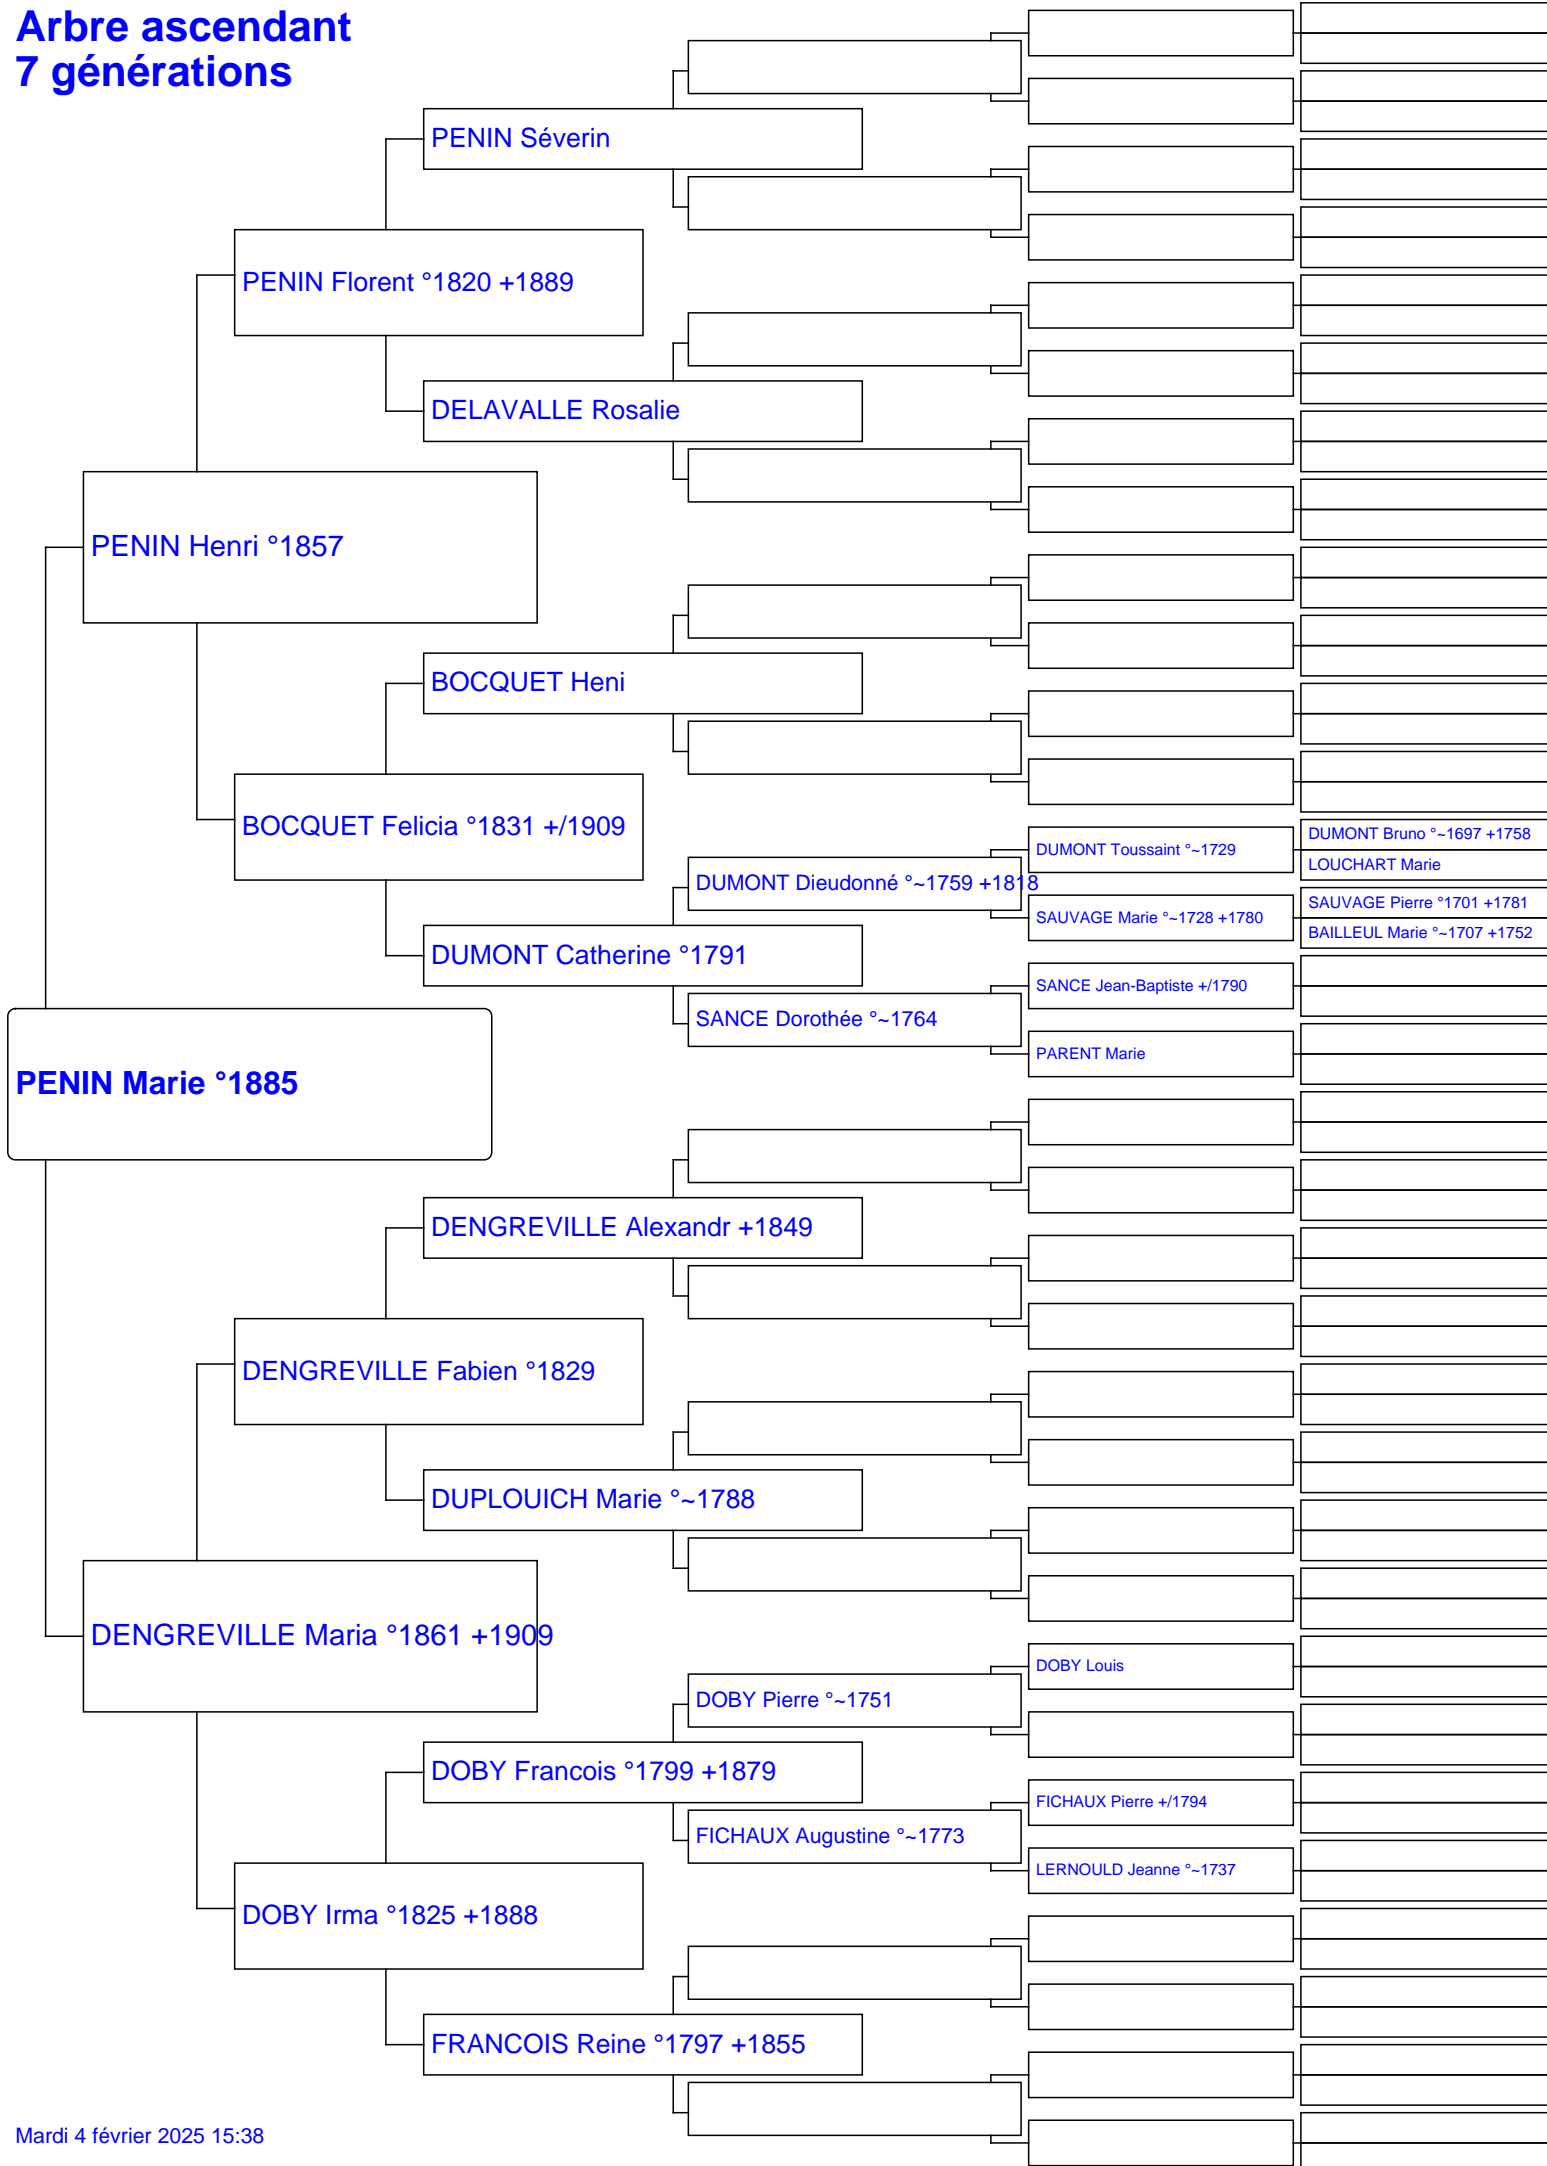 Arbre ascendant
7 générations
PENIN Séverin
PENIN Florent °1820 +1889
DELAVALLE Rosalie
PENIN Henri °1857
BOCQUET Heni
BOCQUET Felicia °1831 +/1909
DUMONT Bruno °~1697 +1758
DUMONT Toussaint °~1729
LOUCHART Marie
DUMONT Dieudonné °~1759 +1818
SAUVAGE Pierre °1701 +1781
SAUVAGE Marie °~1728 +1780
BAILLEUL Marie °~1707 +1752
DUMONT Catherine °1791
SANCE Jean-Baptiste +/1790
SANCE Dorothée °~1764
PARENT Marie
PENIN Marie °1885
DENGREVILLE Alexandr +1849
DENGREVILLE Fabien °1829
DUPLOUICH Marie °~1788
DENGREVILLE Maria °1861 +1909
DOBY Louis
DOBY Pierre °~1751
DOBY Francois °1799 +1879
FICHAUX Pierre +/1794
FICHAUX Augustine °~1773
LERNOULD Jeanne °~1737
DOBY Irma °1825 +1888
FRANCOIS Reine °1797 +1855
Mardi 4 février 2025 15:38